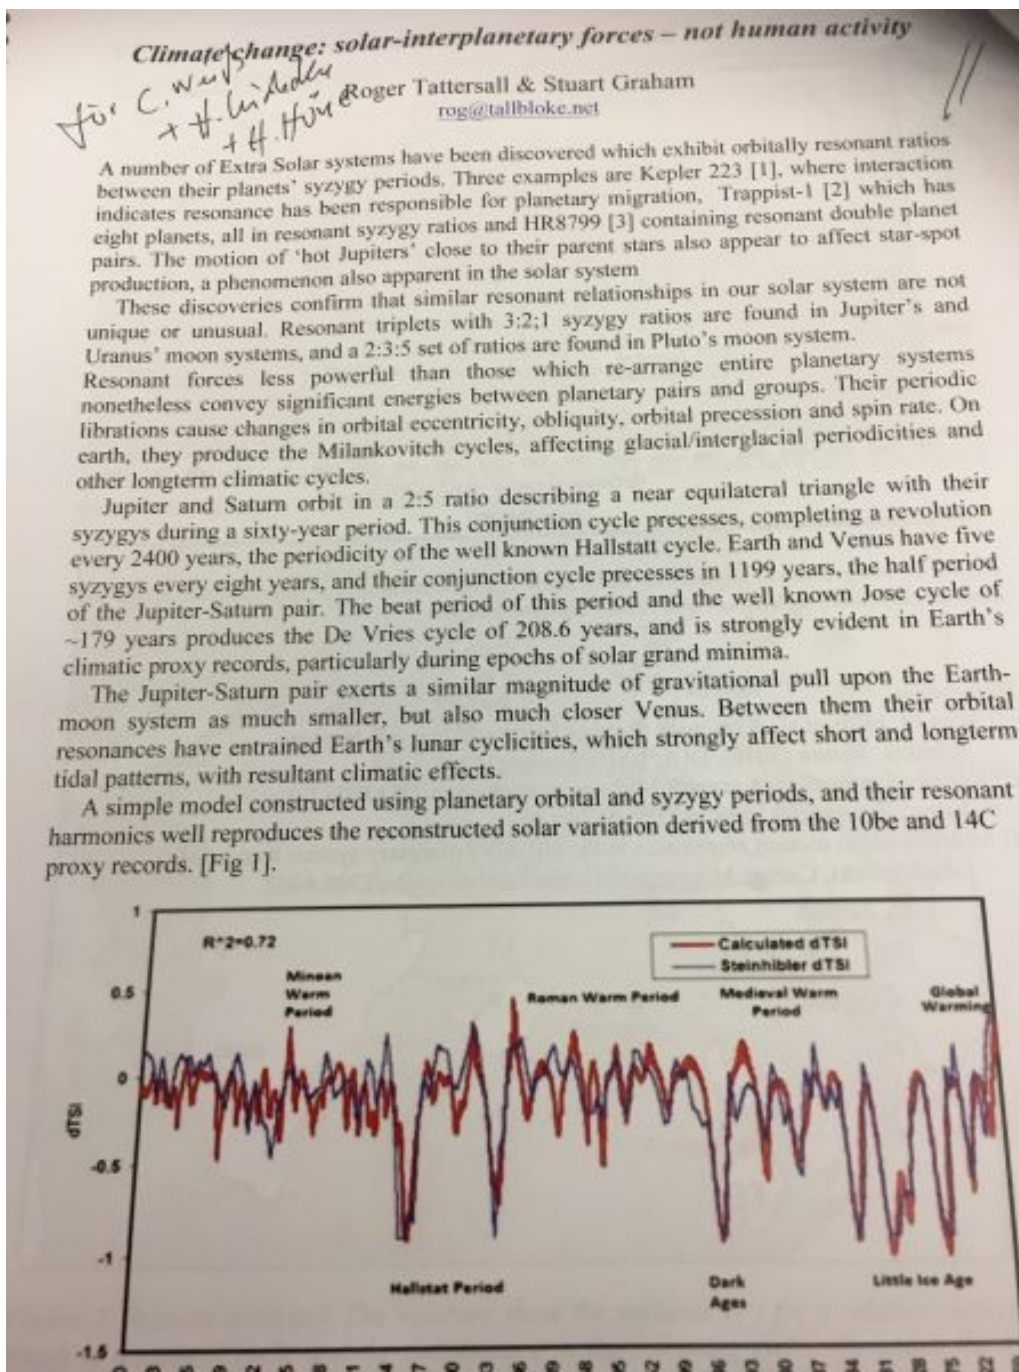 Climate change: solar-interplanetary forces – not human activity
für C.
+ H.
+ H.
Roger Tattersall & Stuart Graham
rog@tallbloke.net
A number of Extra Solar systems have been discovered which exhibit orbitally resonant ratios
between their planets' syzygy periods. Three examples are Kepler 223 [1], where interaction
indicates resonance has been responsible for planetary migration, Trappist-1 [2] which has
eight planets, all in resonant syzygy ratios and HR8799 [3] containing resonant double planet
pairs. The motion of 'hot Jupiters' close to their parent stars also appear to affect star-spot
production, a phenomenon also apparent in the solar system
These discoveries confirm that similar resonant relationships in our solar system are not
unique or unusual. Resonant triplets with 3:2;1 syzygy ratios are found in Jupiter's and
Uranus' moon systems, and a 2:3:5 set of ratios are found in Pluto's moon system.
Resonant forces less powerful than those which re-arrange entire planetary systems
nonetheless convey significant energies between planetary pairs and groups. Their periodic
librations cause changes in orbital eccentricity, obliquity, orbital precession and spin rate. On
earth, they produce the Milankovitch cycles, affecting glacial/interglacial periodicities and
other longterm climatic cycles.
Jupiter and Saturn orbit in a 2:5 ratio describing a near equilateral triangle with their
syzygys during a sixty-year period. This conjunction cycle precesses, completing a revolution
every 2400 years, the periodicity of the well known Hallstatt cycle. Earth and Venus have five
syzygys every eight years, and their conjunction cycle precesses in 1199 years, the half period
of the Jupiter-Saturn pair. The beat period of this period and the well known Jose cycle of
~179 years produces the De Vries cycle of 208.6 years, and is strongly evident in Earth's
climatic proxy records, particularly during epochs of solar grand minima.
The Jupiter-Saturn pair exerts a similar magnitude of gravitational pull upon the Earth-
moon system as much smaller, but also much closer Venus. Between them their orbital
resonances have entrained Earth's lunar cyclicities, which strongly affect short and longterm
tidal patterns, with resultant climatic effects.
A simple model constructed using planetary orbital and syzygy periods, and their resonant
harmonics well reproduces the reconstructed solar variation derived from the 10be and 14C
proxy records. [Fig 1].
1
R^2=0.72
Calculated dTSI
Steinhibler dTSI
0.5
Minoan
Warm
Period
Roman Warm Period
Medieval Warm
Period
Global
Warming
0
dTSI
-0.5
-1
Hallstat Period
Dark
Ages
Little Ice Age
-1.5